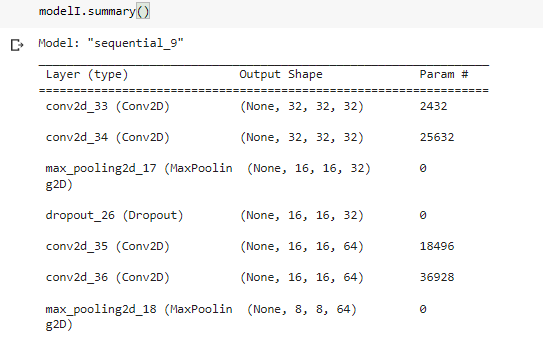 modelI.summary()
Model: "sequential_9"
Layer (type) Output Shape Param #
=================================================================
conv2d_33 (Conv2D) (None, 32, 32, 32) 2432
conv2d_34 (Conv2D) (None, 32, 32, 32) 25632
max_pooling2d_17 (MaxPoolin (None, 16, 16, 32) 0
g2D)
dropout_26 (Dropout) (None, 16, 16, 32) 0
conv2d_35 (Conv2D) (None, 16, 16, 64) 18496
conv2d_36 (Conv2D) (None, 16, 16, 64) 36928
max_pooling2d_18 (MaxPoolin (None, 8, 8, 64) 0
g2D)